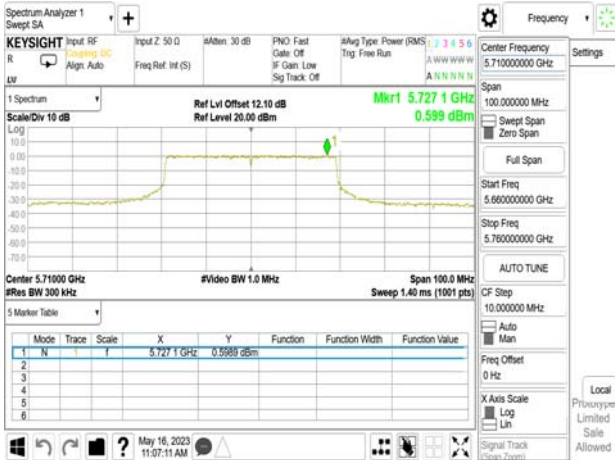 Spectrum Analyzer 1
Swept SA
+
Frequency
KEYSIGHT
R
Input: RF
Coupling: DC
Align: Auto
Input Z: 50 Ω
Freq Ref: Int (S)
#Atten: 30 dB
PNO: Fast
Gate: Off
IF Gain: Low
Sig Track: Off
#Avg Type: Power (RMS)
Trig: Free Run
1 2 3 4 5 6
A W W W W W
A N N N N N
1 Spectrum
Scale/Div 10 dB
Ref Lvl Offset 12.10 dB
Ref Level 20.00 dBm
Mkr1 5.727 1 GHz
0.599 dBm
Log
10.0
0.00
-10.0
-20.0
-30.0
-40.0
-50.0
-60.0
-70.0
1
Center 5.71000 GHz
#Res BW 300 kHz
#Video BW 1.0 MHz
Span 100.0 MHz
Sweep 1.40 ms (1001 pts)
5 Marker Table
Mode Trace Scale X Y Function Function Width Function Value
1 N 1 f 5.727 1 GHz 0.5989 dBm
2
3
4
5
6
?
May 16, 2023
11:07:11 AM
Center Frequency
5.710000000 GHz
Settings
Span
100.000000 MHz
Swept Span
Zero Span
Full Span
Start Freq
5.660000000 GHz
Stop Freq
5.760000000 GHz
AUTO TUNE
CF Step
10.000000 MHz
Auto
Man
Freq Offset
0 Hz
X Axis Scale
Log
Lin
Signal Track
(Span Zoom)
Local
Prototype
Limited
Sale
Allowed